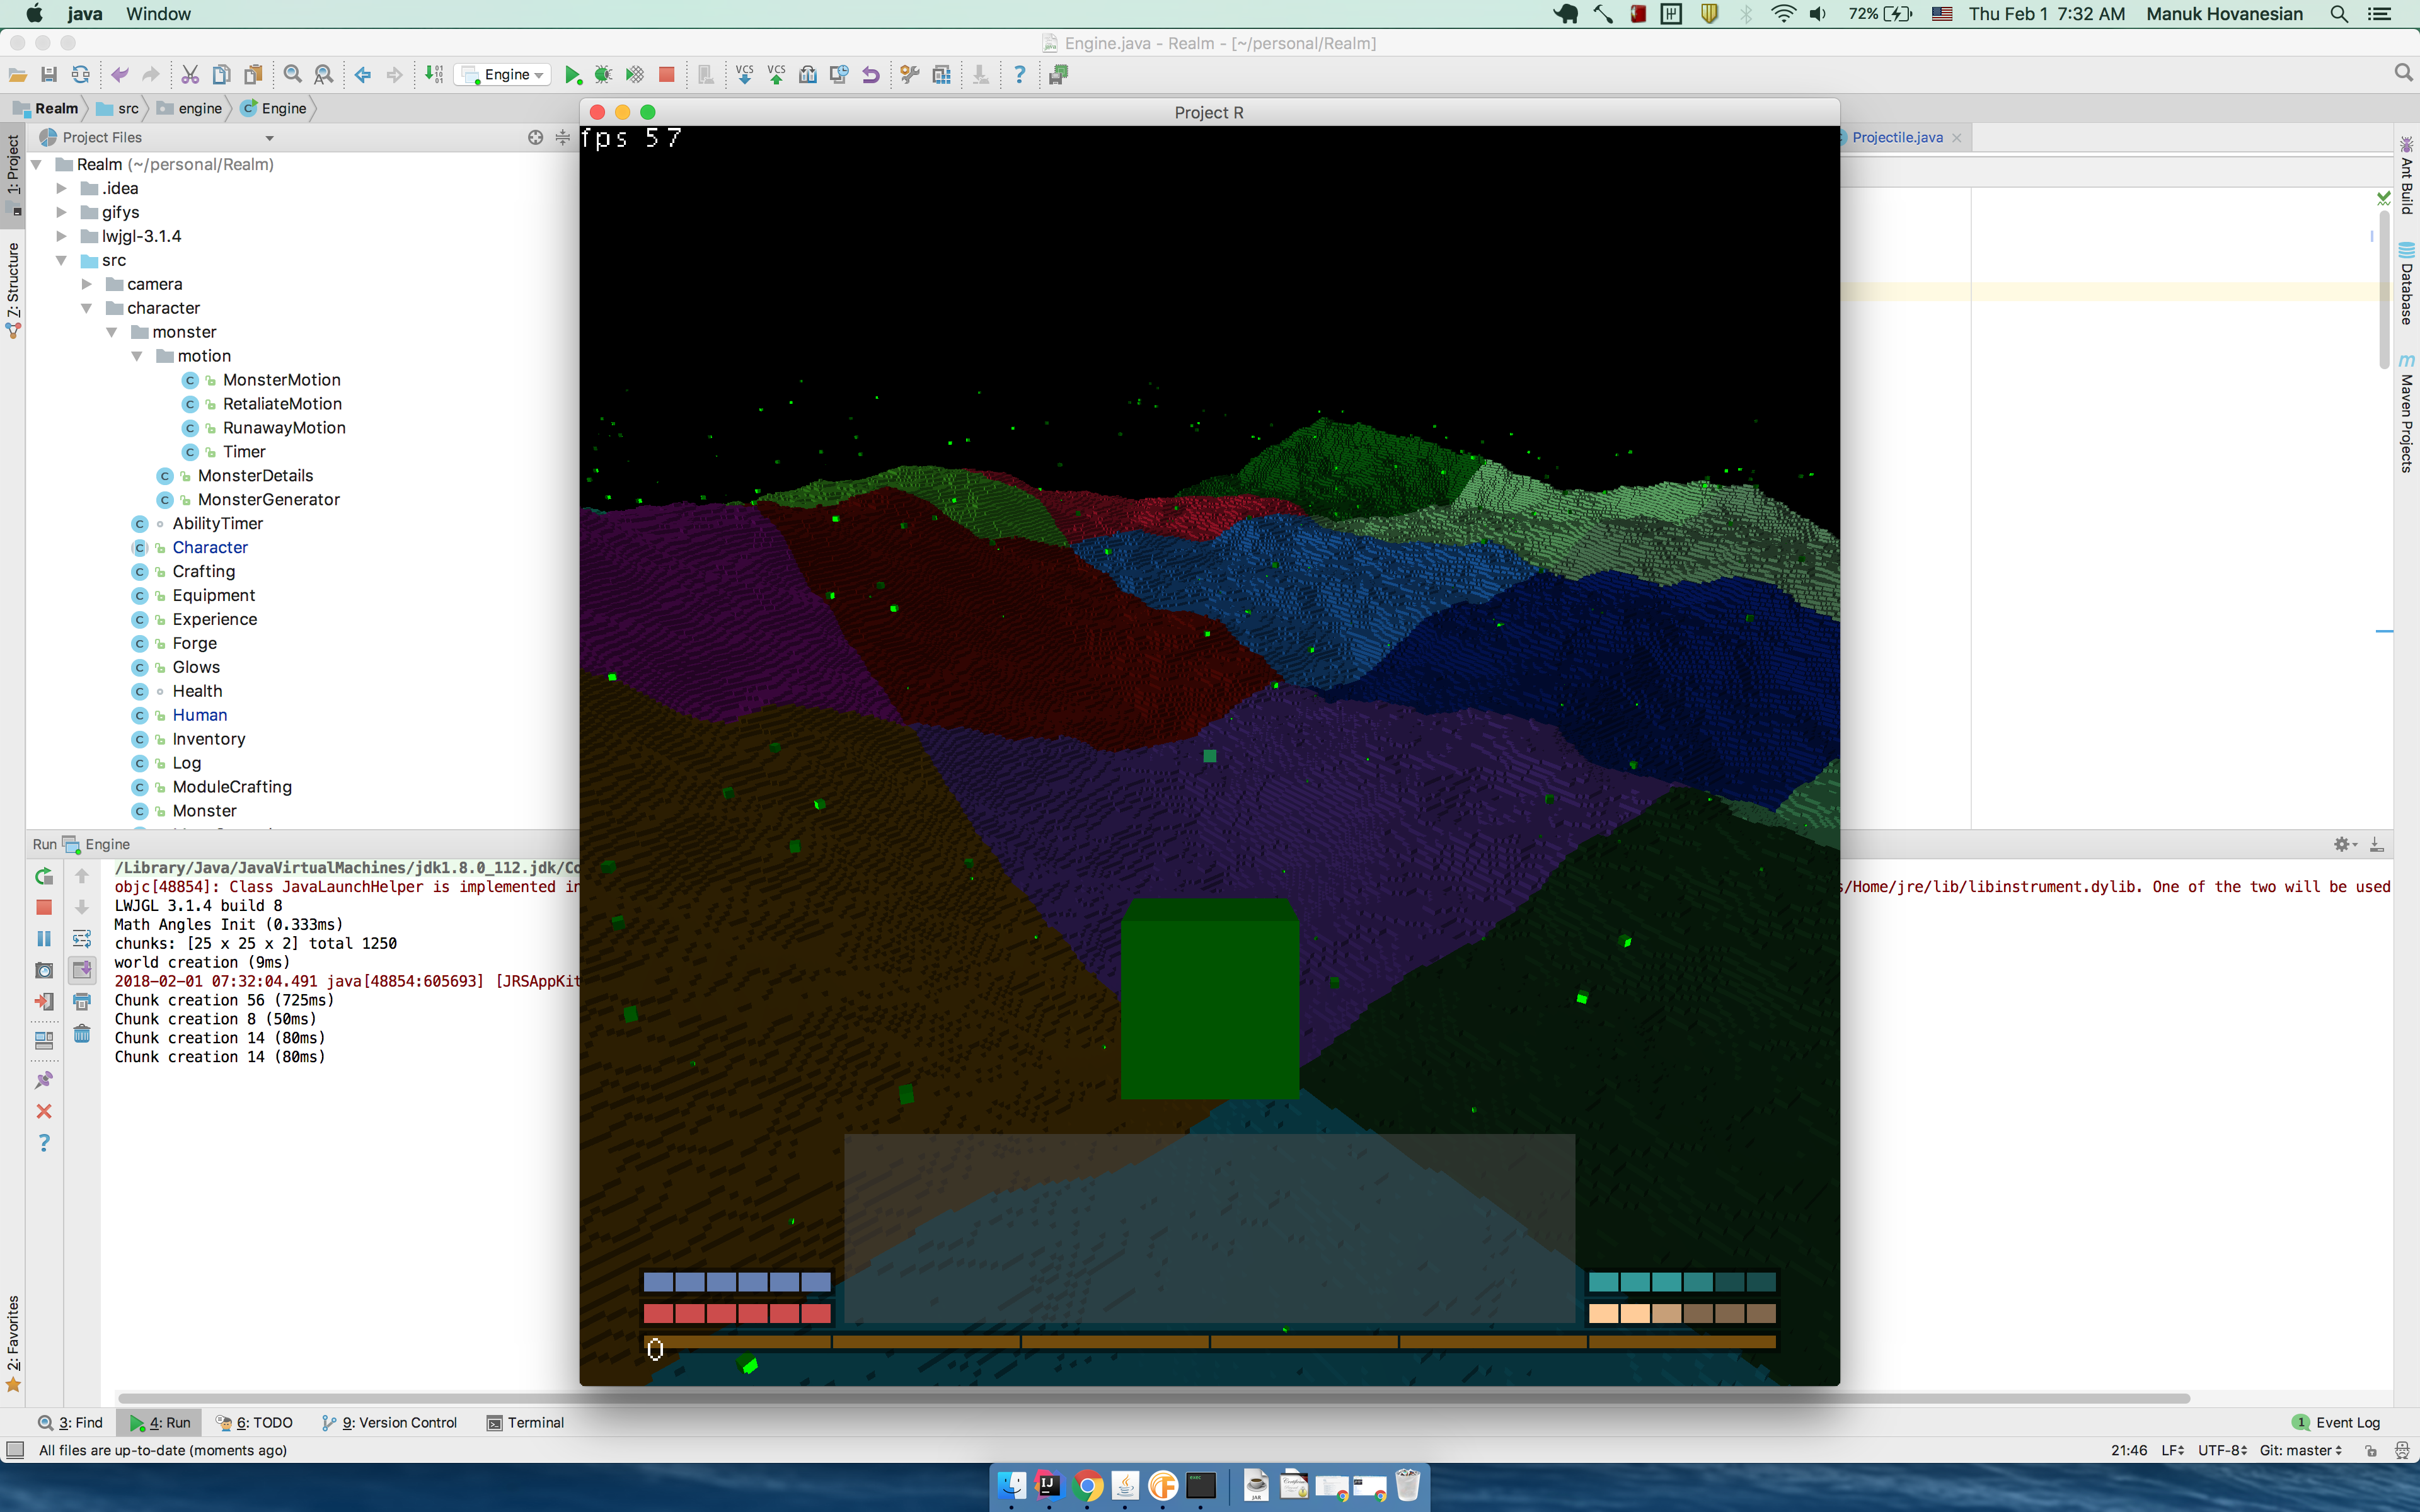 java Window 72% Thu Feb 1 7:32 AM Manuk Hovanesian
Engine.java - Realm - [~/personal/Realm]
Engine
VCS VCS
Realm src engine Engine
Project R
Project Files
fps 57
Projectile.java
1: Project
7: Structure
2: Favorites
Ant Build
Database
Maven Projects
Realm (~/personal/Realm)
.idea
gifys
lwjgl-3.1.4
src
camera
character
monster
motion
MonsterMotion
RetaliateMotion
RunawayMotion
Timer
MonsterDetails
MonsterGenerator
AbilityTimer
Character
Crafting
Equipment
Experience
Forge
Glows
Health
Human
Inventory
Log
ModuleCrafting
Monster
Run Engine
/Library/Java/JavaVirtualMachines/jdk1.8.0_112.jdk/Co
objc[48854]: Class JavaLaunchHelper is implemented in s/Home/jre/lib/libinstrument.dylib. One of the two will be used
LWJGL 3.1.4 build 8
Math Angles Init (0.333ms)
chunks: [25 x 25 x 2] total 1250
world creation (9ms)
2018-02-01 07:32:04.491 java[48854:605693] [JRSAppKit
Chunk creation 56 (725ms)
Chunk creation 8 (50ms)
Chunk creation 14 (80ms)
Chunk creation 14 (80ms)
0
3: Find 4: Run 6: TODO 9: Version Control Terminal 1 Event Log
All files are up-to-date (moments ago) 21:46 LF UTF-8 Git: master